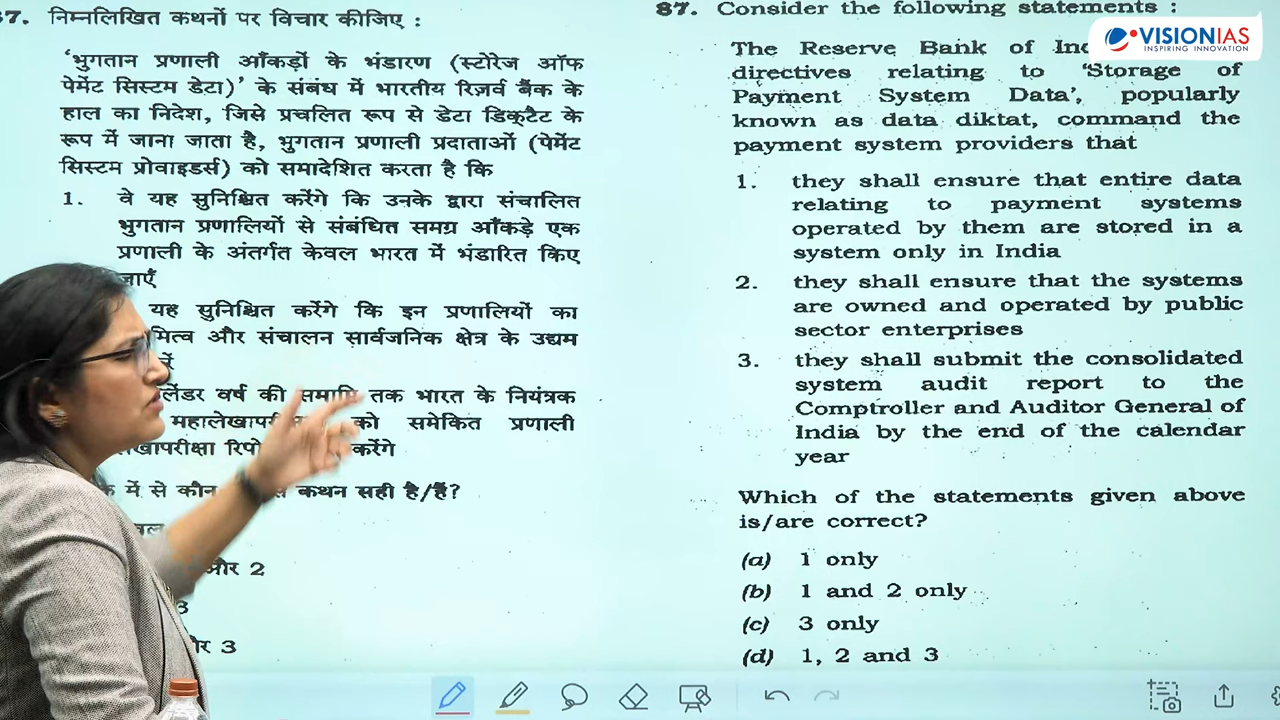 37. निम्नलिखित कथनों पर विचार कीजिए :
‘भुगतान प्रणाली आँकड़ों के भंडारण (स्टोरेज ऑफ
पेमेंट सिस्टम डेटा)’ के संबंध में भारतीय रिज़र्व बैंक के
हाल का निदेश, जिसे प्रचलित रूप से डेटा डिक्टैट के
रूप में जाना जाता है, भुगतान प्रणाली प्रदाताओं (पेमेंट
सिस्टम प्रोवाइडर्स) को समादेशित करता है कि
1. वे यह सुनिश्चित करेंगे कि उनके द्वारा संचालित
भुगतान प्रणालियों से संबंधित समग्र आँकड़े एक
प्रणाली के अंतर्गत केवल भारत में भंडारित किए
जाएँ
यह सुनिश्चित करेंगे कि इन प्रणालियों का
और संचालन सार्वजनिक क्षेत्र के उद्यम
वर्ष की समाप्ति तक भारत के नियंत्रक
को समेकित प्रणाली
करेंगे
में से कौन कथन सही है/हैं?
और 2
3
3
87. Consider the following statements :
VISIONIAS
INSPIRING INNOVATION
The Reserve Bank of
directives relating to ‘Storage of
Payment System Data’, popularly
known as data diktat, command the
payment system providers that
1. they shall ensure that entire data
relating to payment systems
operated by them are stored in a
system only in India
2. they shall ensure that the systems
are owned and operated by public
sector enterprises
3. they shall submit the consolidated
system audit report to the
Comptroller and Auditor General of
India by the end of the calendar
year
Which of the statements given above
is/are correct?
(a) 1 only
(b) 1 and 2 only
(c) 3 only
(d) 1, 2 and 3